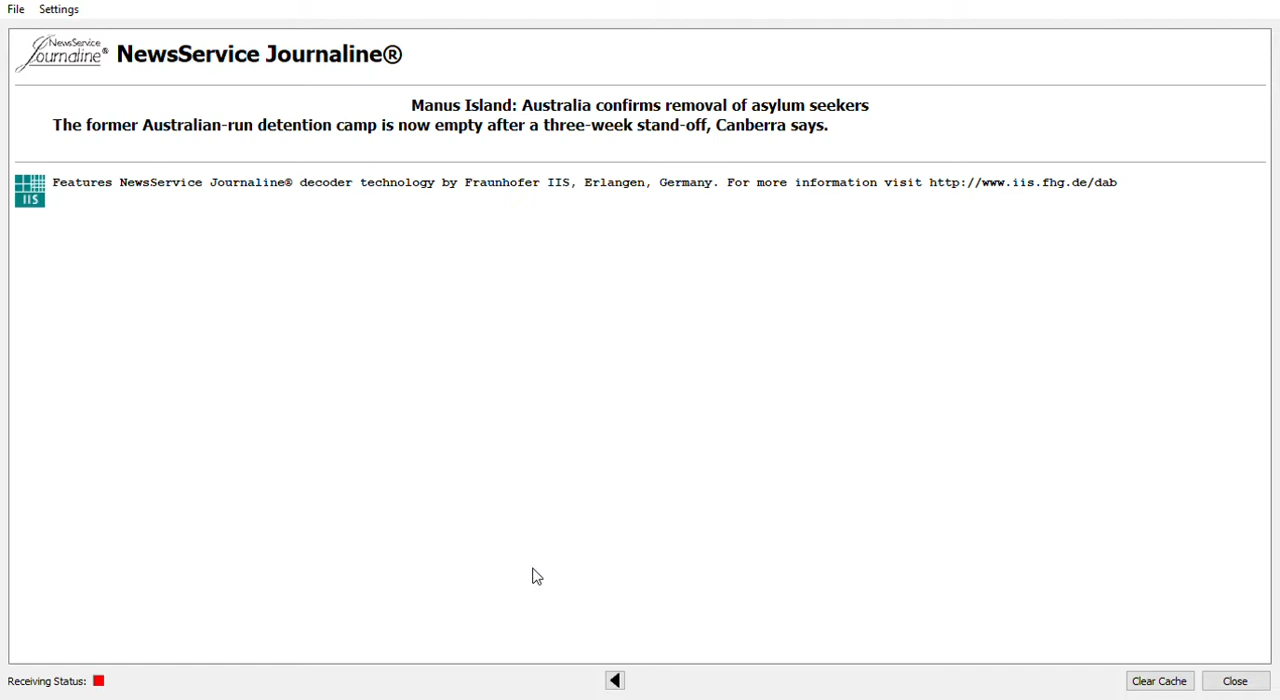 File Settings
NewsService
Journaline®
NewsService Journaline®
Manus Island: Australia confirms removal of asylum seekers
The former Australian-run detention camp is now empty after a three-week stand-off, Canberra says.
Features NewsService Journaline® decoder technology by Fraunhofer IIS, Erlangen, Germany. For more information visit http://www.iis.fhg.de/dab
IIS
Receiving Status:
Clear Cache
Close